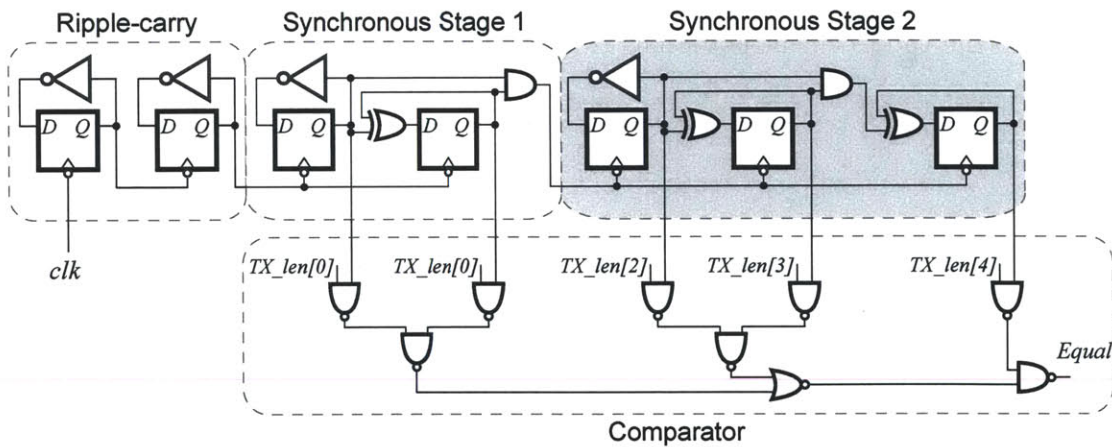 Ripple-carry
Synchronous Stage 1
Synchronous Stage 2
D Q
D Q
D Q
D Q
D Q
D Q
D Q
clk
TX_len[0]
TX_len[0]
TX_len[2]
TX_len[3]
TX_len[4]
Equal
Comparator